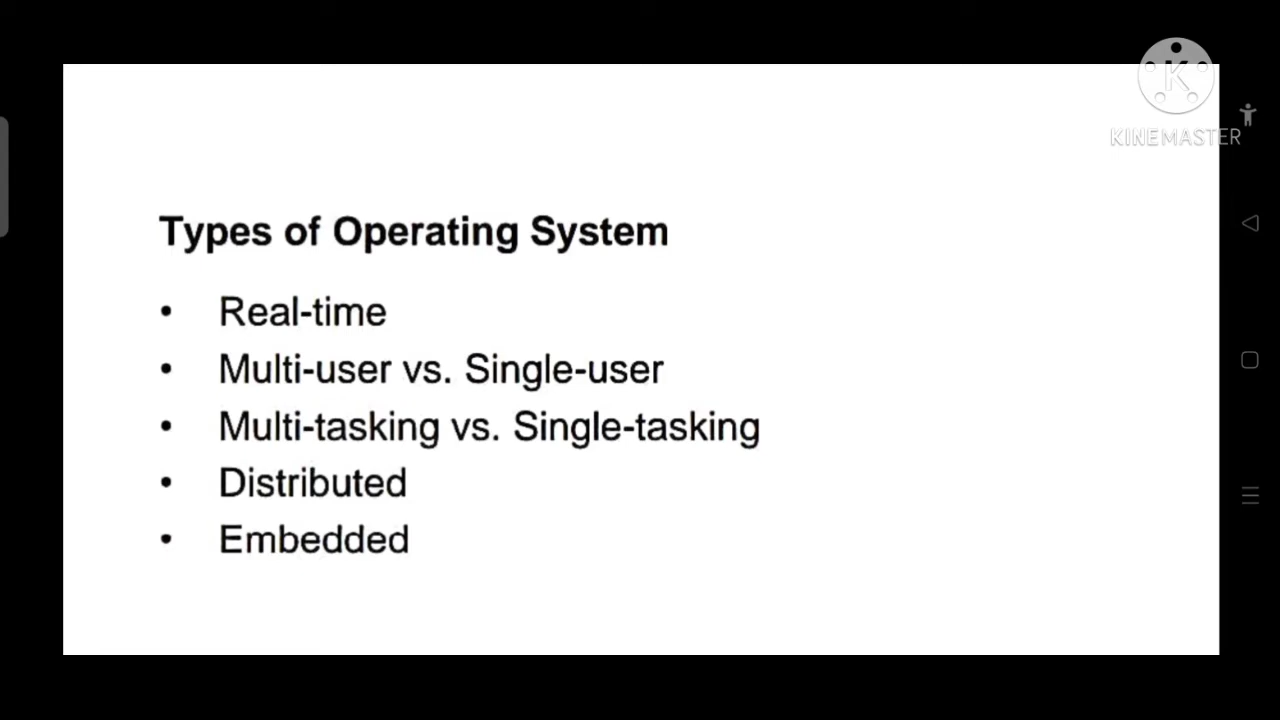 K
KINEMASTER
Types of Operating System
• Real-time
• Multi-user vs. Single-user
• Multi-tasking vs. Single-tasking
• Distributed
• Embedded